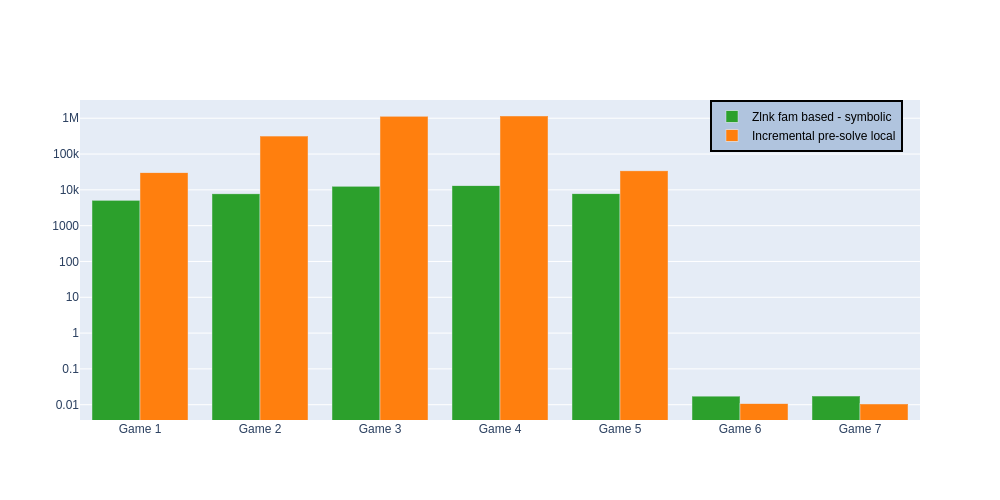 Zlnk fam based - symbolic
Incremental pre-solve local
1M
100k
10k
1000
100
10
1
0.1
0.01
Game 1
Game 2
Game 3
Game 4
Game 5
Game 6
Game 7